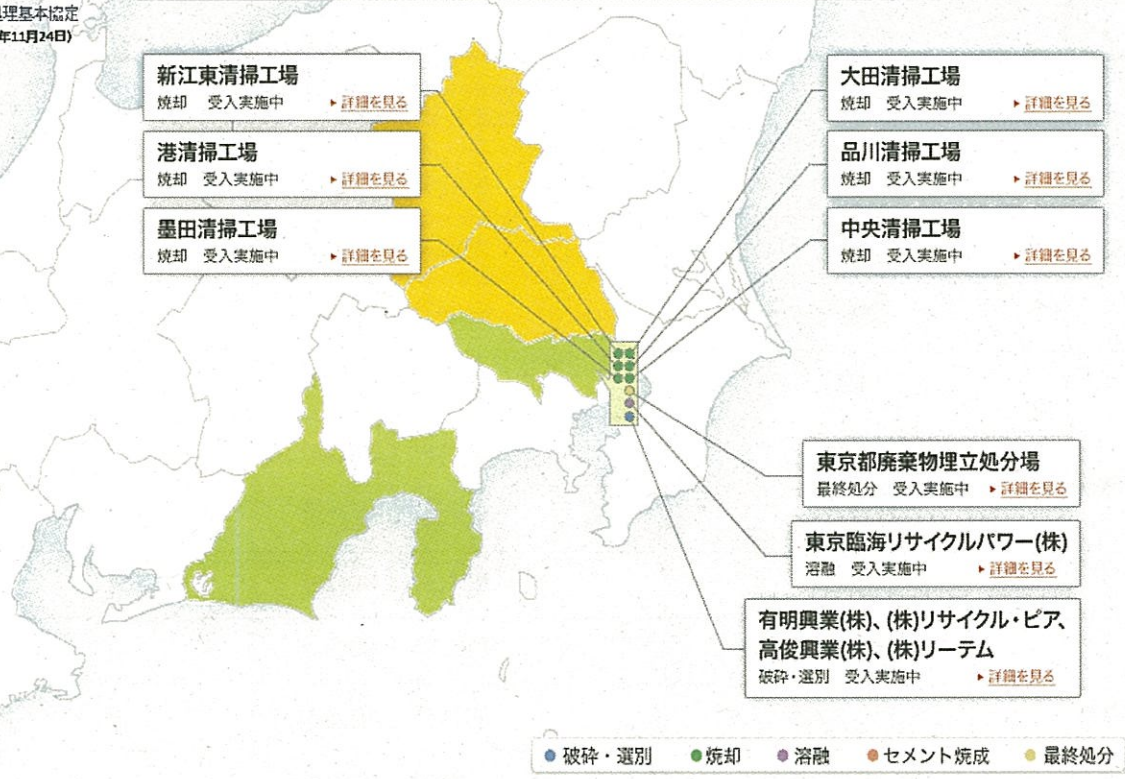 理基本協定
年11月24日)
新江東清掃工場
焼却 受入実施中 ▸詳細を見る
港清掃工場
焼却 受入実施中 ▸詳細を見る
墨田清掃工場
焼却 受入実施中 ▸詳細を見る
大田清掃工場
焼却 受入実施中 ▸詳細を見る
品川清掃工場
焼却 受入実施中 ▸詳細を見る
中央清掃工場
焼却 受入実施中 ▸詳細を見る
東京都廃棄物埋立処分場
最終処分 受入実施中 ▸詳細を見る
東京臨海リサイクルパワー(株)
溶融 受入実施中 ▸詳細を見る
有明興業(株)、(株)リサイクル・ピア、
高俊興業(株)、(株)リーテム
破砕・選別 受入実施中 ▸詳細を見る
破砕・選別 焼却 溶融 セメント焼成 最終処分